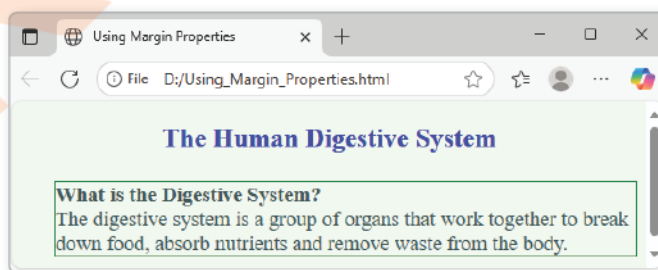 Using Margin Properties
File D:/Using_Margin_Properties.html
The Human Digestive System
What is the Digestive System?
The digestive system is a group of organs that work together to break
down food, absorb nutrients and remove waste from the body.